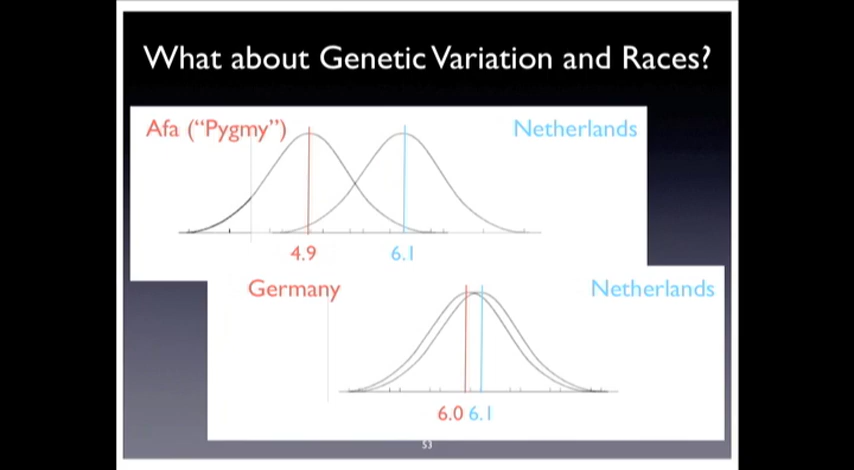 What about Genetic Variation and Races?
Afa (“Pygmy”)
Netherlands
4.9
6.1
Germany
Netherlands
6.0 6.1
53